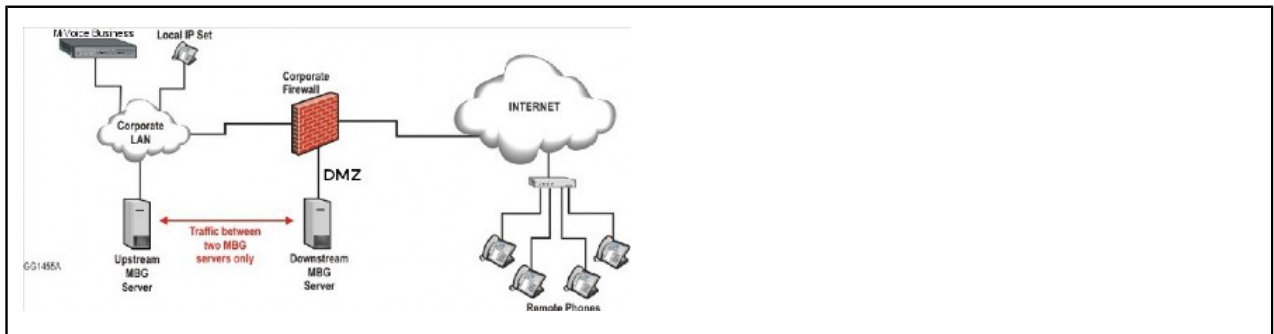 MiVoice Business
Local IP Set
Corporate
Firewall
INTERNET
Corporate
LAN
DMZ
Traffic between
two MBG
servers only
Upstream
MBG
Server
Downstream
MBG
Server
GG1455A
Remote Phones